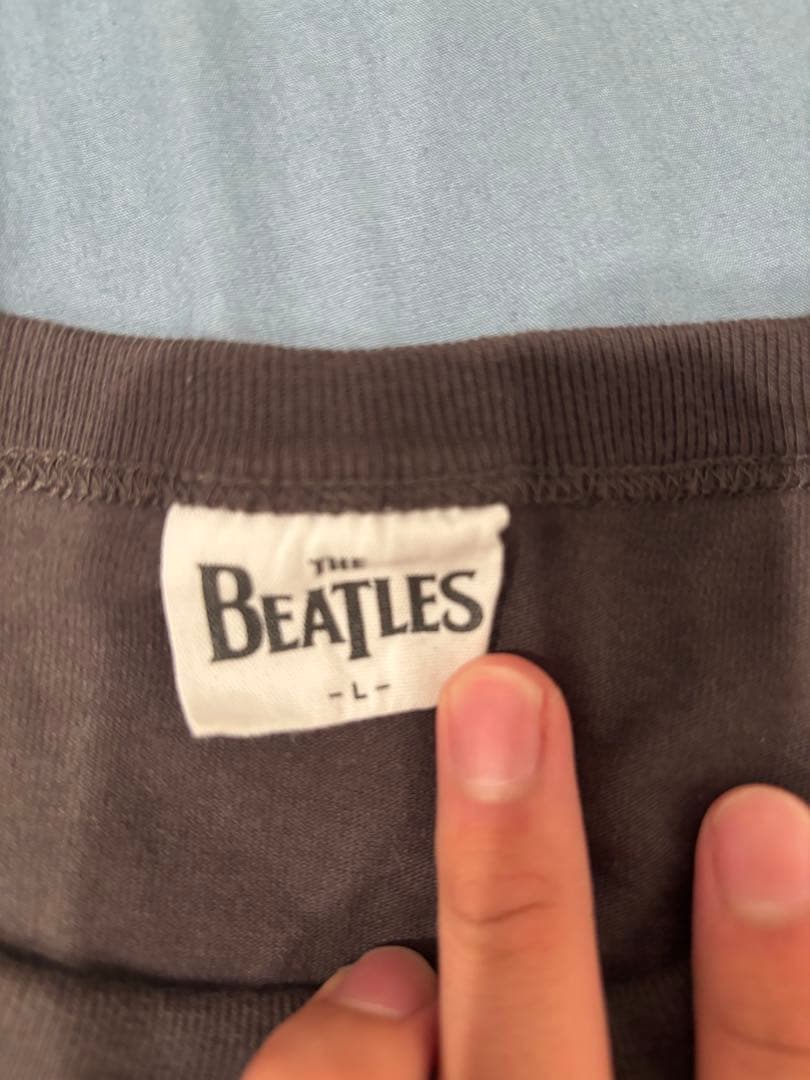 THE
BEATLES
-L-